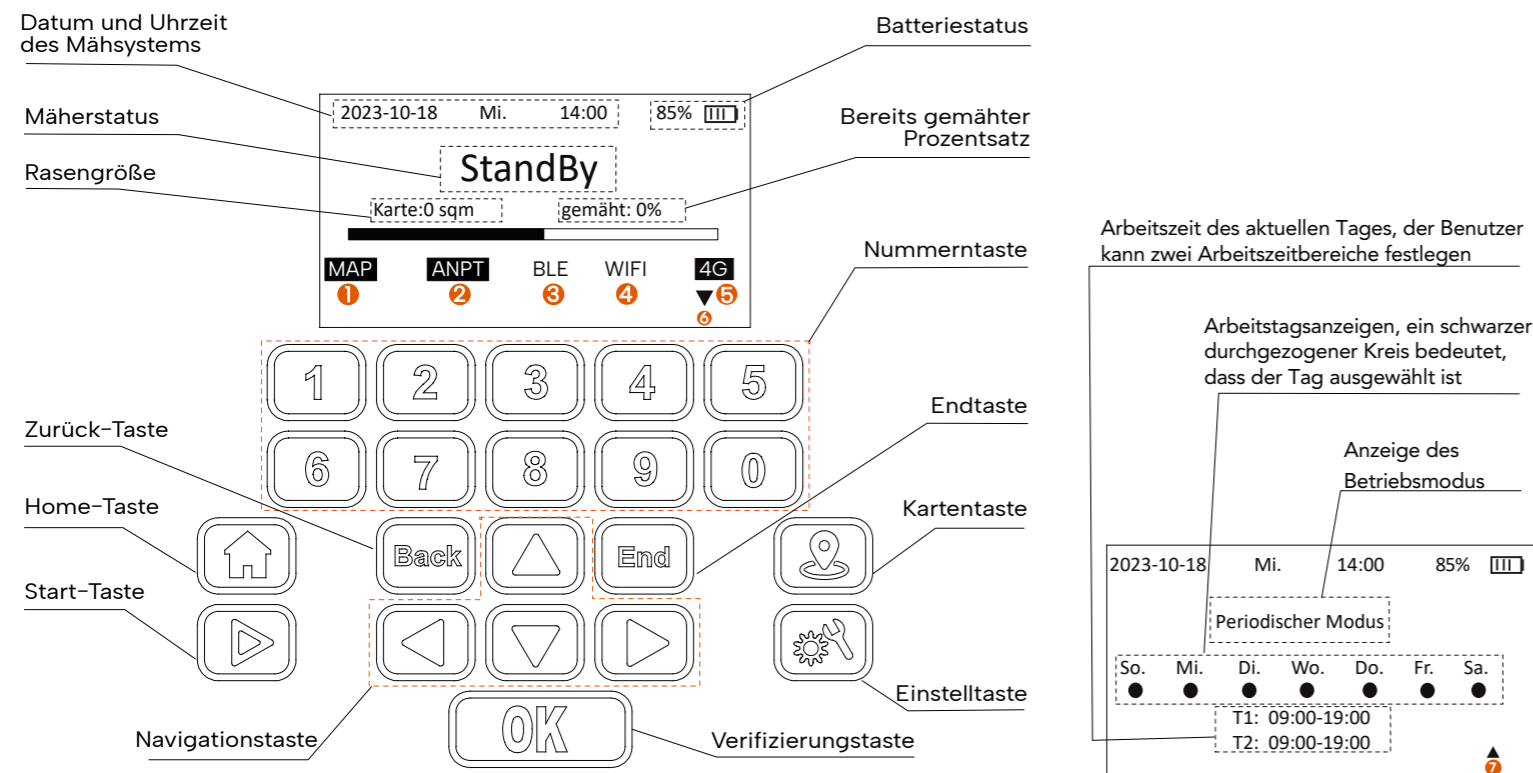 Datum und Uhrzeit
des Mähsystems
Batteriestatus
2023-10-18 Mi. 14:00 85%
Mäherstatus
Bereits gemähter
Prozentsatz
StandBy
Rasengröße
Karte:0 sqm gemäht: 0%
Nummerntaste
MAP ANPT BLE WIFI 4G
1 2 3 4 5
6
1 2 3 4 5
Endtaste
Zurück-Taste
6 7 8 9 0
Home-Taste
Kartentaste
Back End
Start-Taste
Einstelltaste
OK
Navigationstaste
Verifizierungstaste
Arbeitszeit des aktuellen Tages, der Benutzer
kann zwei Arbeitszeitbereiche festlegen
Arbeitstagsanzeigen, ein schwarzer
durchgezogener Kreis bedeutet,
dass der Tag ausgewählt ist
Anzeige des
Betriebsmodus
2023-10-18 Mi. 14:00 85%
Periodischer Modus
So. Mi. Di. Wo. Do. Fr. Sa.
T1: 09:00-19:00
T2: 09:00-19:00
7